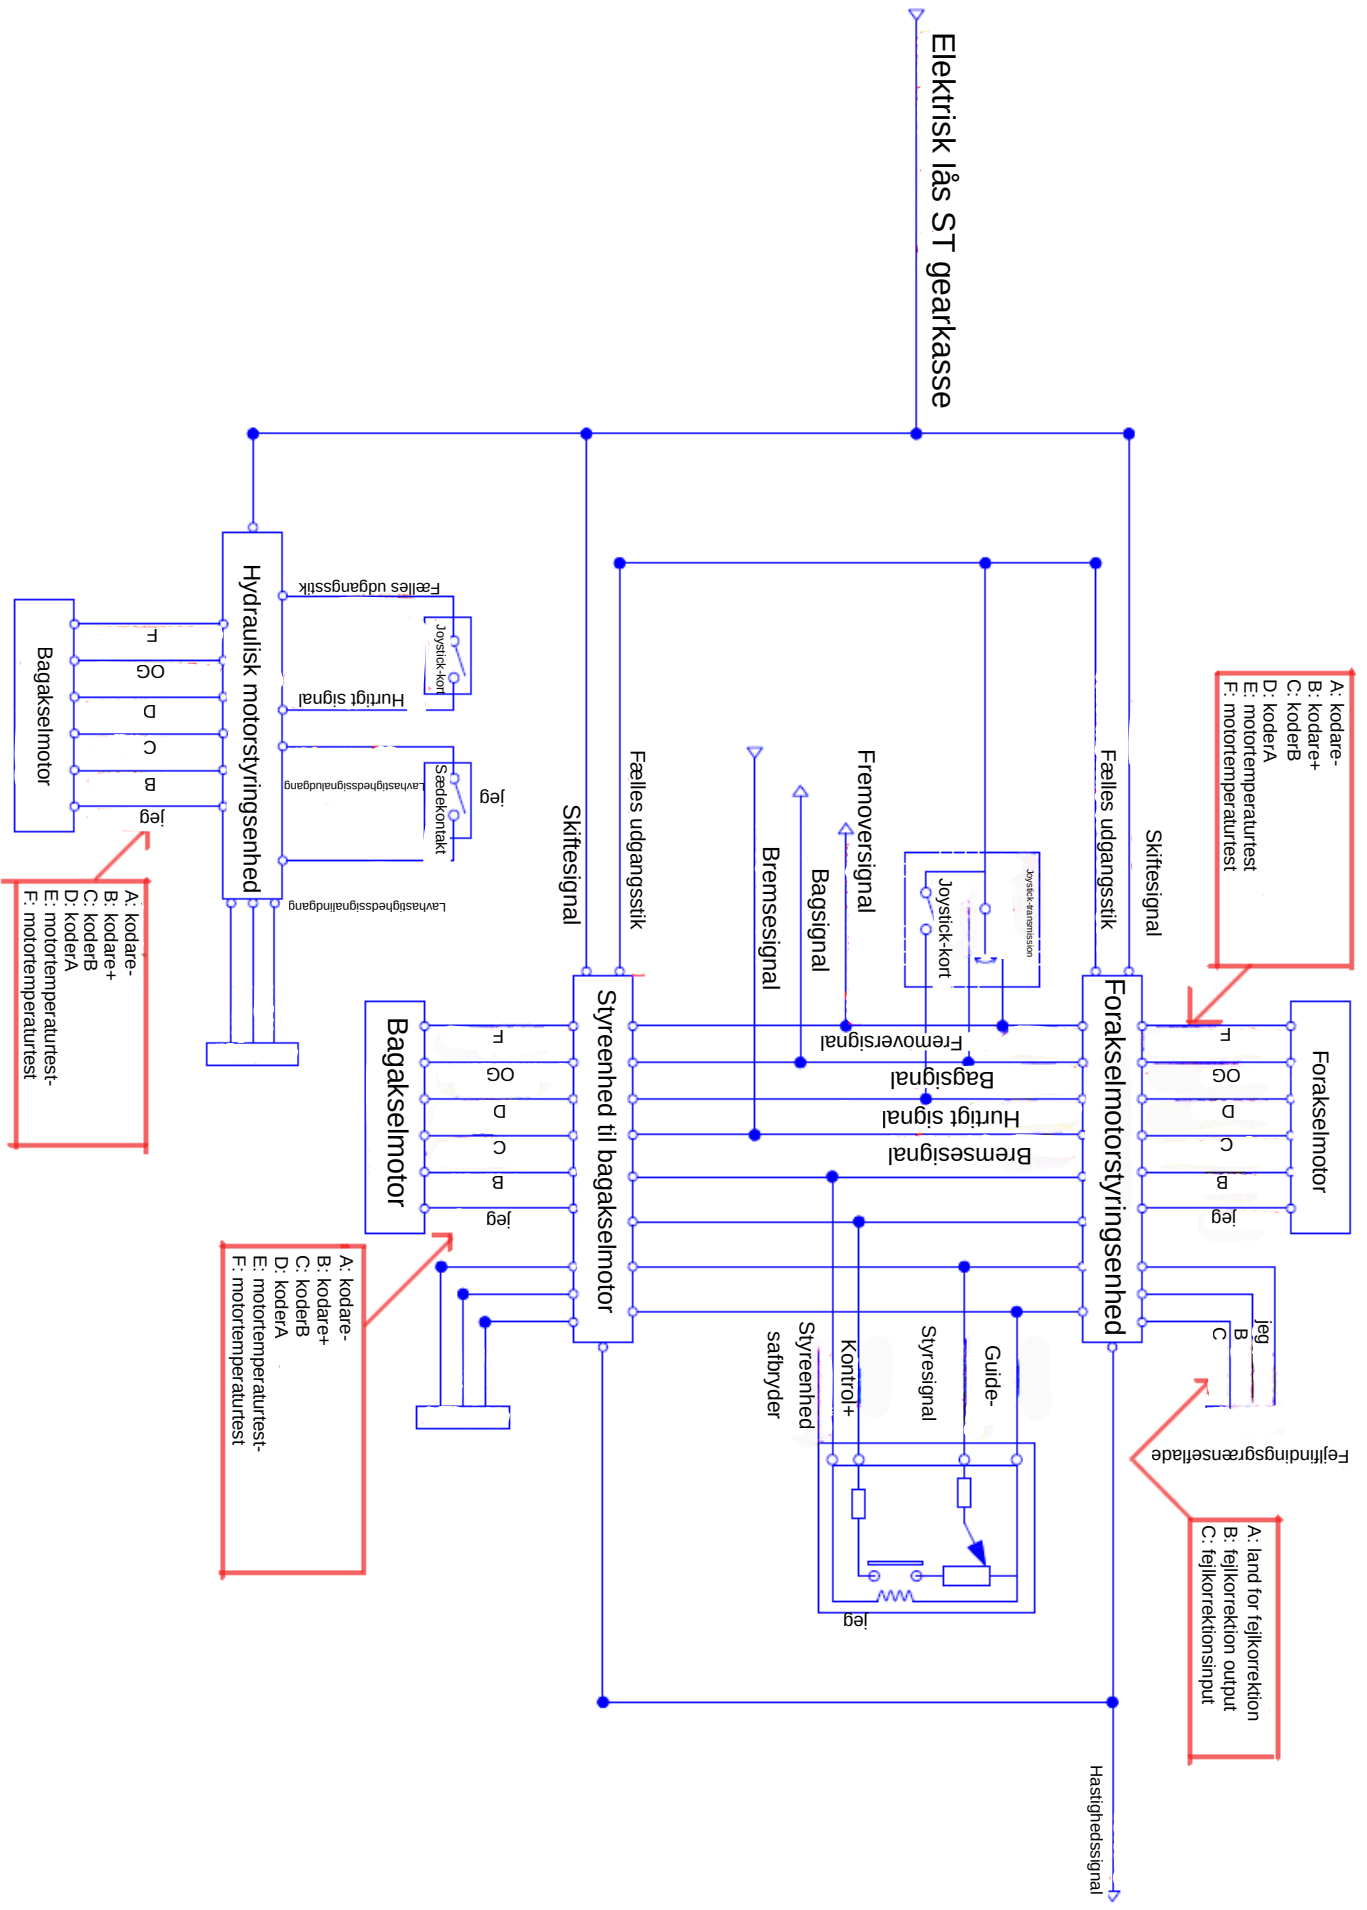 Elektrisk lås ST gearkasse
A: kodare-
B: kodare+
C: koderB
D: koderA
E: motortemperaturtest
F: motortemperaturtest
Skiftesignal
Fælles udgangsstik
Joystick-transmission
Joystick-kort
Fremoversignal
Bagsignal
Bremsesignal
Fælles udgangsstik
Skiftesignal
Fælles udgangsstik
Joystick-kort
Hurtigt signal
Lavhastighedssignaludgang
Sædekontakt
jeg
Lavhastighedssignalindgang
Hydraulisk motorstyringsenhed
F
OG
D
C
B
jeg
Bagakselmotor
A: kodare-
B: kodare+
C: koderB
D: koderA
E: motortemperaturtest-
F: motortemperaturtest
Forakselmotor
F
OG
D
C
B
jeg
Forakselmotorstyringsenhed
Fremoversignal
Bagsignal
Hurtigt signal
Bremsesignal
Styreenhed til bagakselmotor
F
OG
D
C
B
jeg
Bagakselmotor
A: kodare-
B: kodare+
C: koderB
D: koderA
E: motortemperaturtest-
F: motortemperaturtest
jeg
B
C
Fejlfindingsgrænseflade
Guide-
Styresignal
Kontrol+
Styreenhed
safbryder
jeg
A: land for fejlkorrektion
B: fejlkorrektion output
C: fejlkorrektionsinput
Hastighedssignal